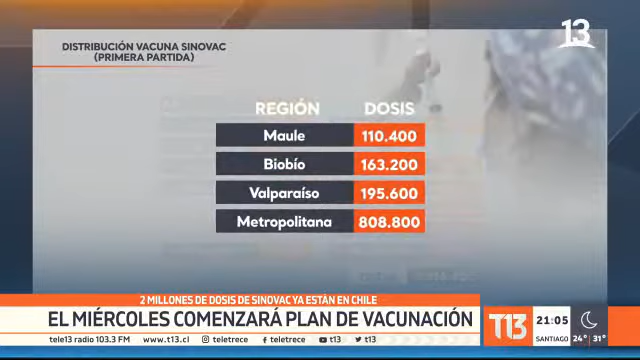 13
DISTRIBUCIÓN VACUNA SINOVAC
(PRIMERA PARTIDA)
REGIÓN DOSIS
Maule 110.400
Biobío 163.200
Valparaíso 195.600
Metropolitana 808.800
2 MILLONES DE DOSIS DE SINOVAC YA ESTÁN EN CHILE
EL MIÉRCOLES COMENZARÁ PLAN DE VACUNACIÓN
tele13 radio 103.3 FM www.t13.cl teletrece teletrece t13 t13
T13 21:05
SANTIAGO 24° 31°